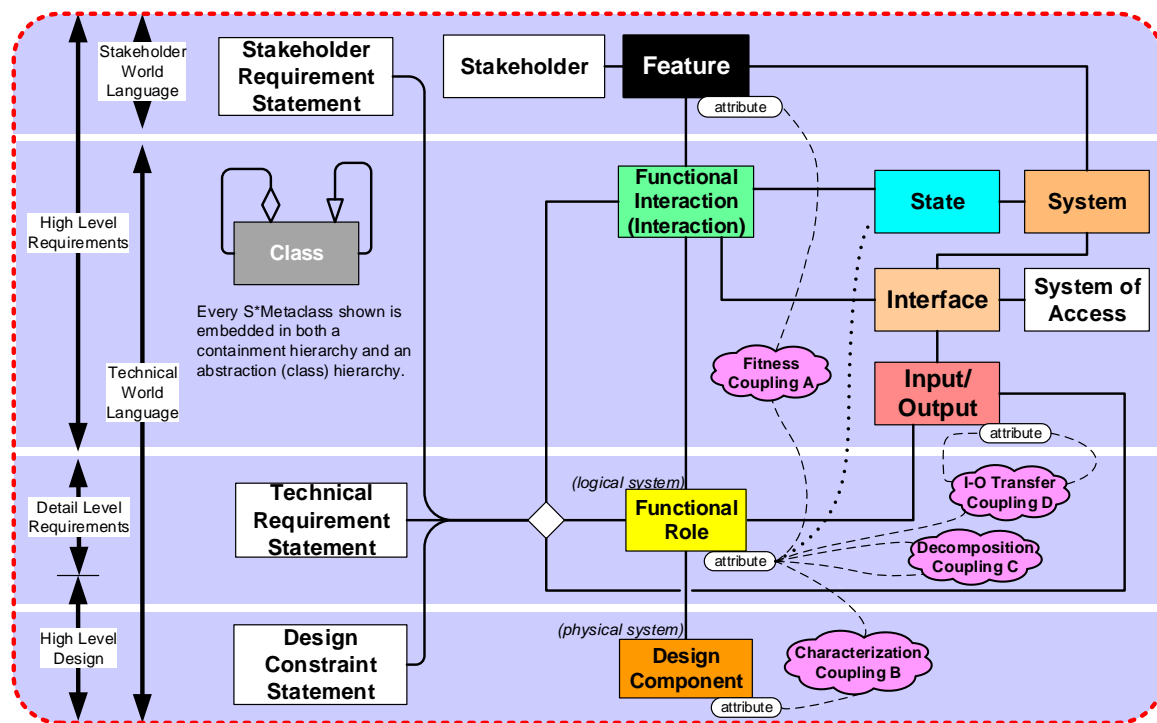 Stakeholder
World
Language
Stakeholder
Requirement
Statement
Stakeholder
Feature
attribute
High Level
Requirements
Class
Every S*Metaclass shown is
embedded in both a
containment hierarchy and an
abstraction (class) hierarchy.
Functional
Interaction
(Interaction)
State
System
Interface
System of
Access
Technical
World
Language
Fitness
Coupling A
Input/
Output
attribute
Detail Level
Requirements
Technical
Requirement
Statement
(logical system)
Functional
Role
attribute
I-O Transfer
Coupling D
Decomposition
Coupling C
High Level
Design
Design
Constraint
Statement
(physical system)
Design
Component
attribute
Characterization
Coupling B